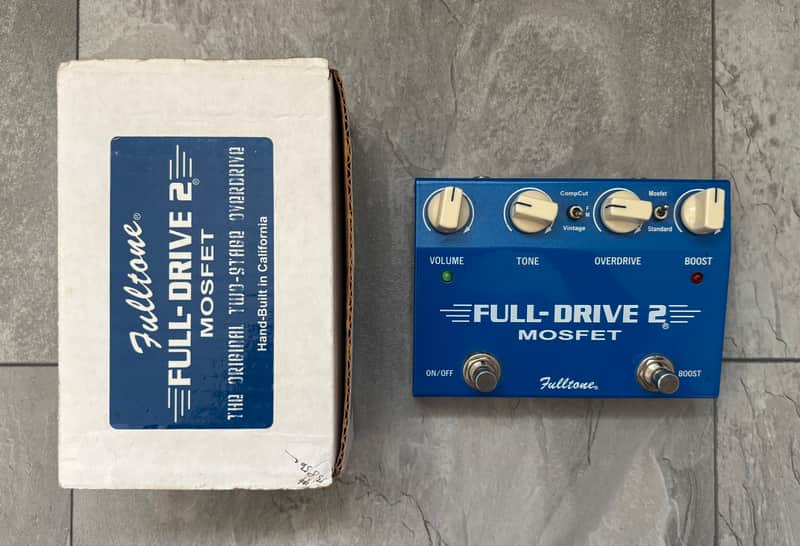 Fulltone®
FULL-DRIVE 2®
MOSFET
THE ORIGINAL TWO-STAGE OVERDRIVE
Hand-Built in California
CompCut
F
M
Vintage
Mosfet
Standard
VOLUME
TONE
OVERDRIVE
BOOST
FULL-DRIVE 2®
MOSFET
ON/OFF
BOOST
Fulltone®